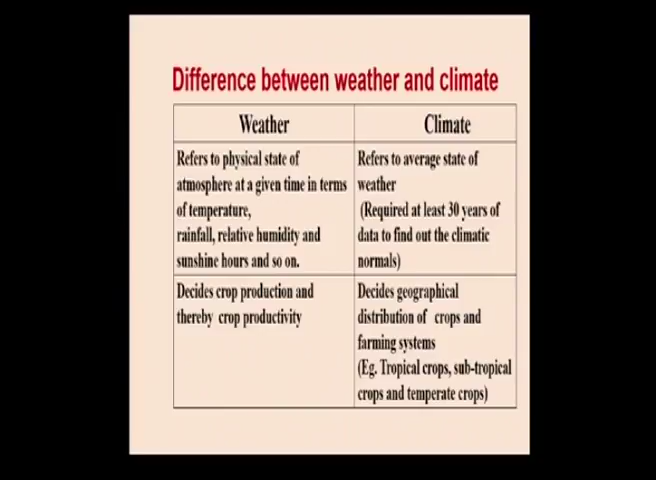 Difference between weather and climate
Weather
Climate
Refers to physical state of
atmosphere at a given time in terms
of temperature,
rainfall, relative humidity and
sunshine hours and so on.
Refers to average state of
weather
(Required at least 30 years of
data to find out the climatic
normals)
Decides crop production and
thereby crop productivity
Decides geographical
distribution of crops and
farming systems
(Eg. Tropical crops, sub-tropical
crops and temperate crops)